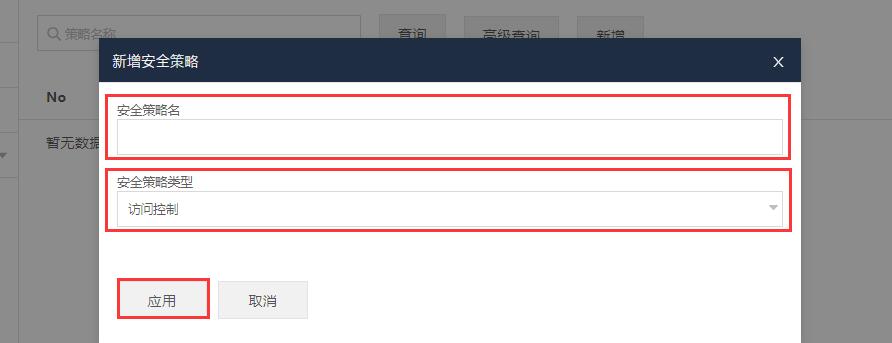 策略名称
查询
高级查询
新增
新增安全策略
X
No
安全策略名
暂无数据
安全策略类型
访问控制
应用
取消